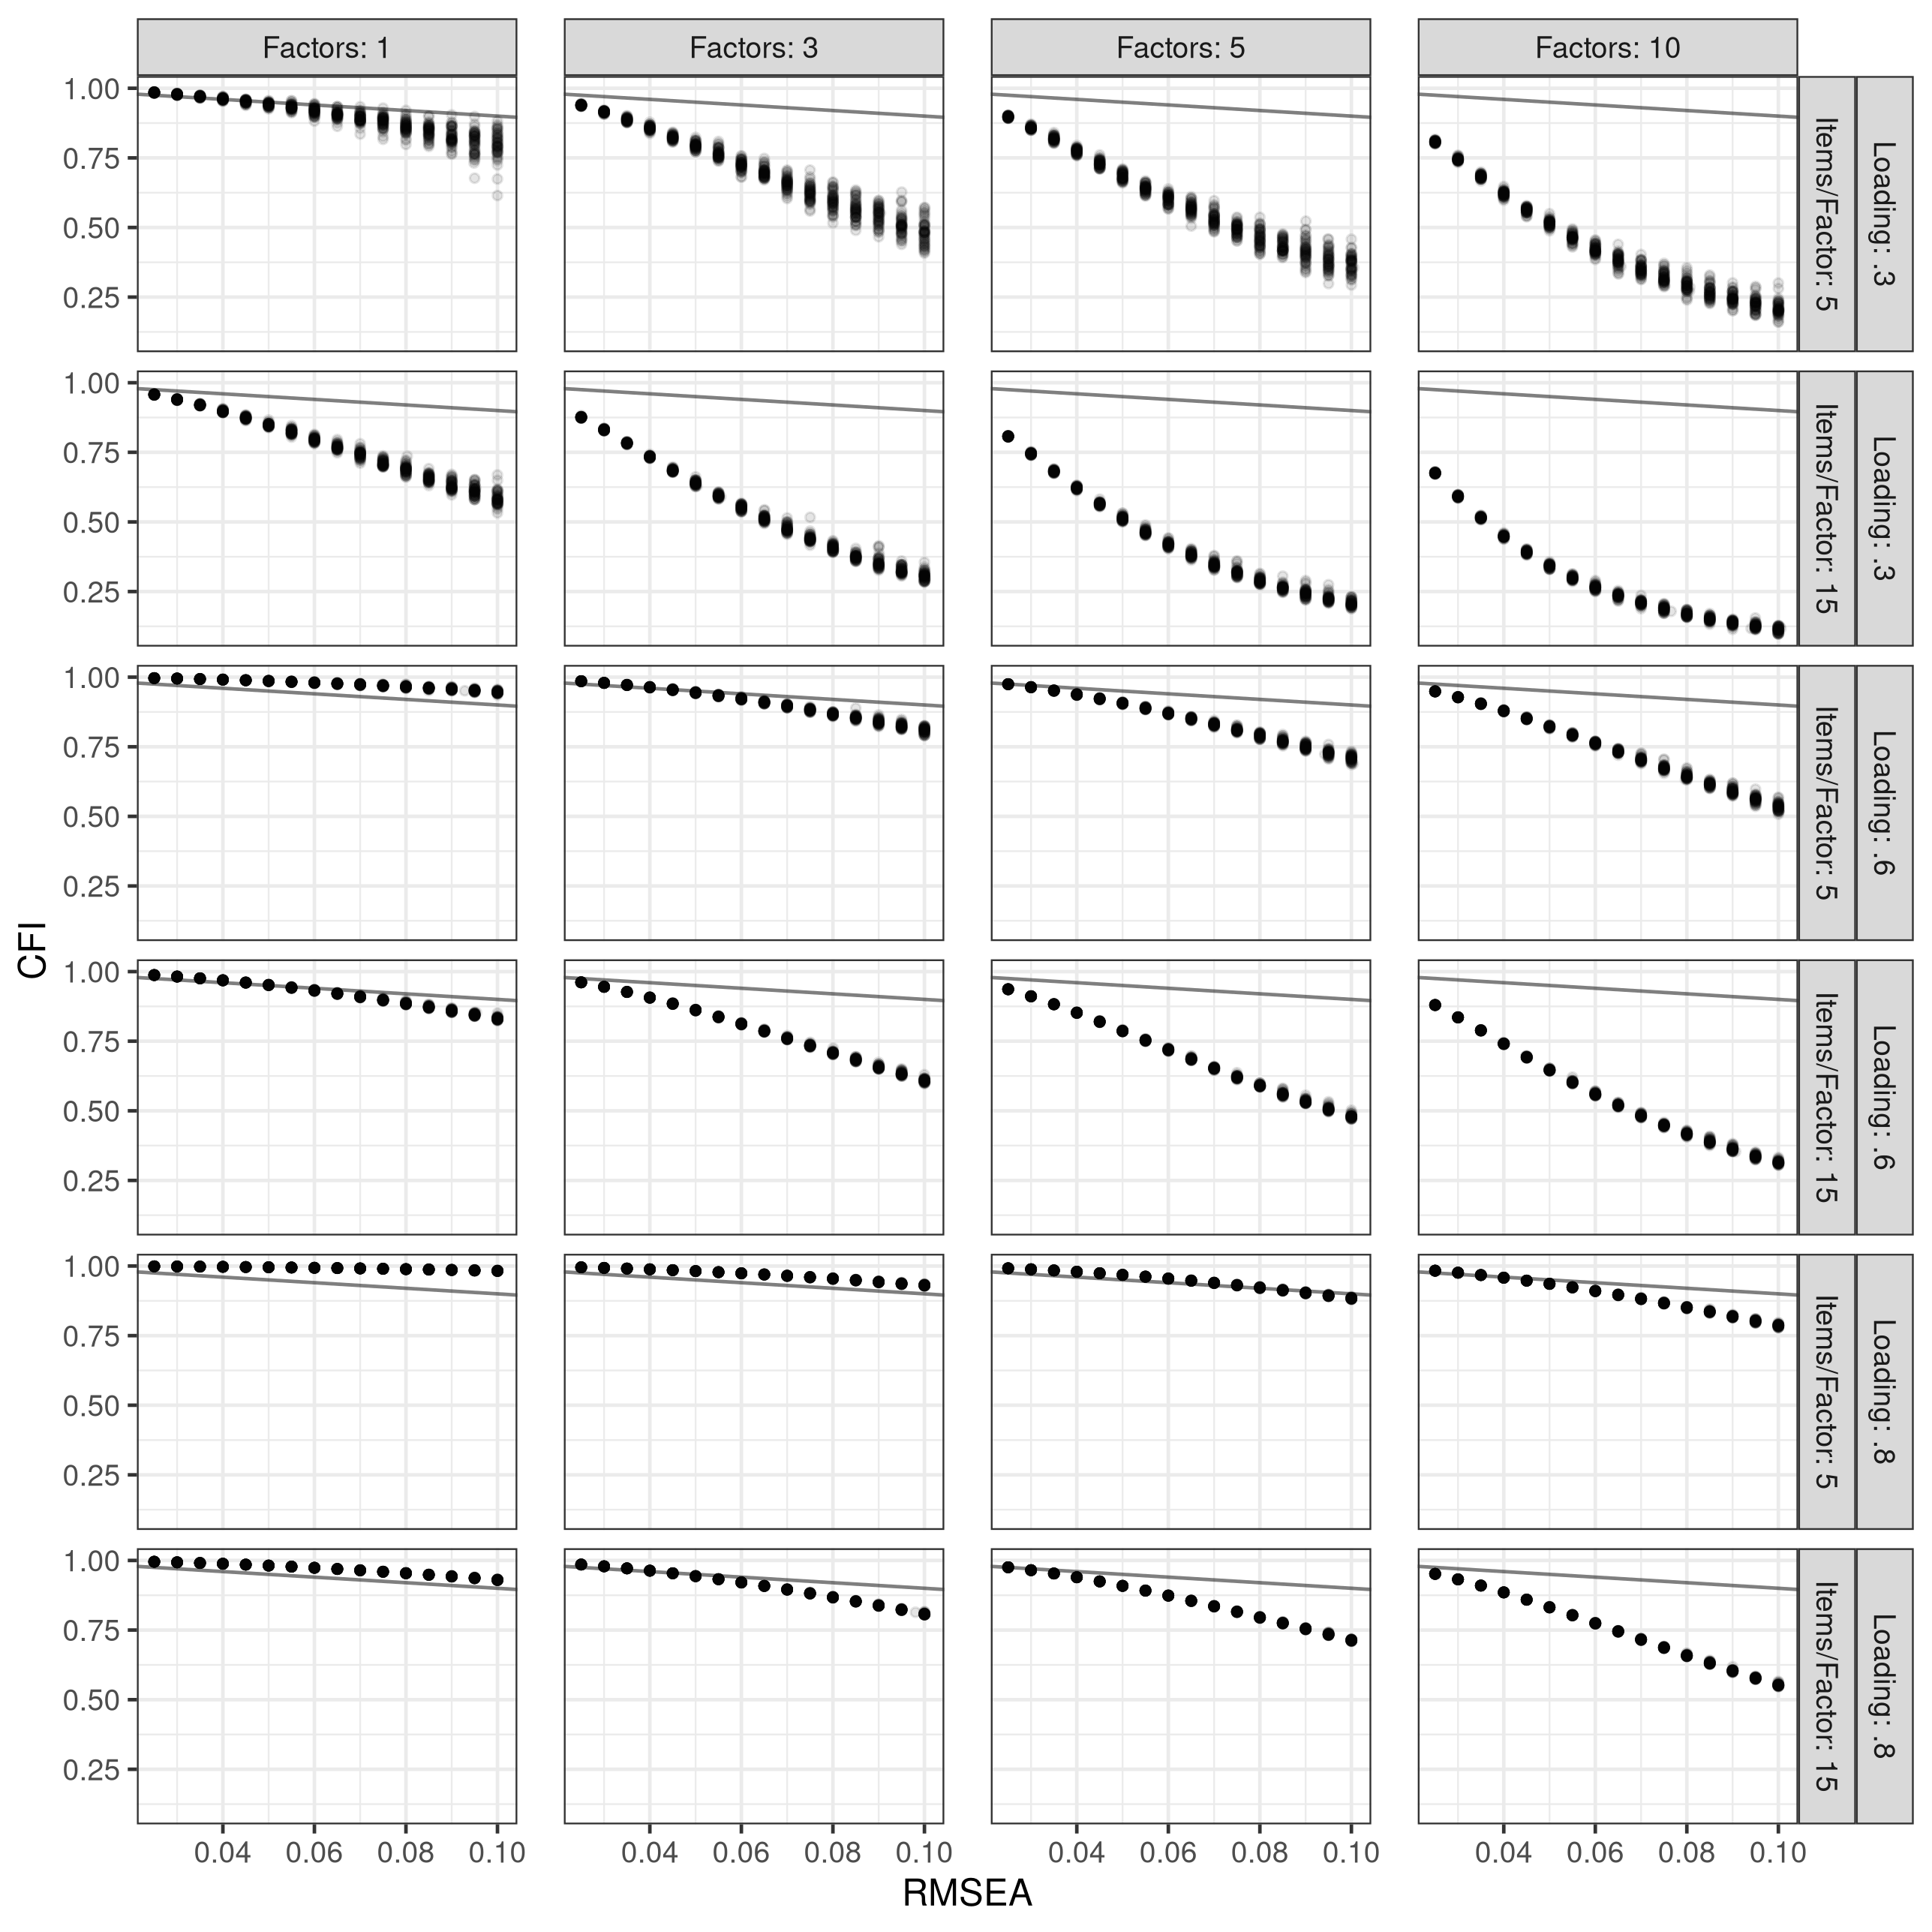 Factors: 1
Factors: 3
Factors: 5
Factors: 10
1.00
0.75
0.50
0.25
Items/Factor: 5
Loading: .3
1.00
0.75
0.50
0.25
Items/Factor: 15
Loading: .3
1.00
0.75
0.50
0.25
Items/Factor: 5
Loading: .6
CFI
1.00
0.75
0.50
0.25
Items/Factor: 15
Loading: .6
1.00
0.75
0.50
0.25
Items/Factor: 5
Loading: .8
1.00
0.75
0.50
0.25
Items/Factor: 15
Loading: .8
0.04 0.06 0.08 0.10
0.04 0.06 0.08 0.10
0.04 0.06 0.08 0.10
0.04 0.06 0.08 0.10
RMSEA